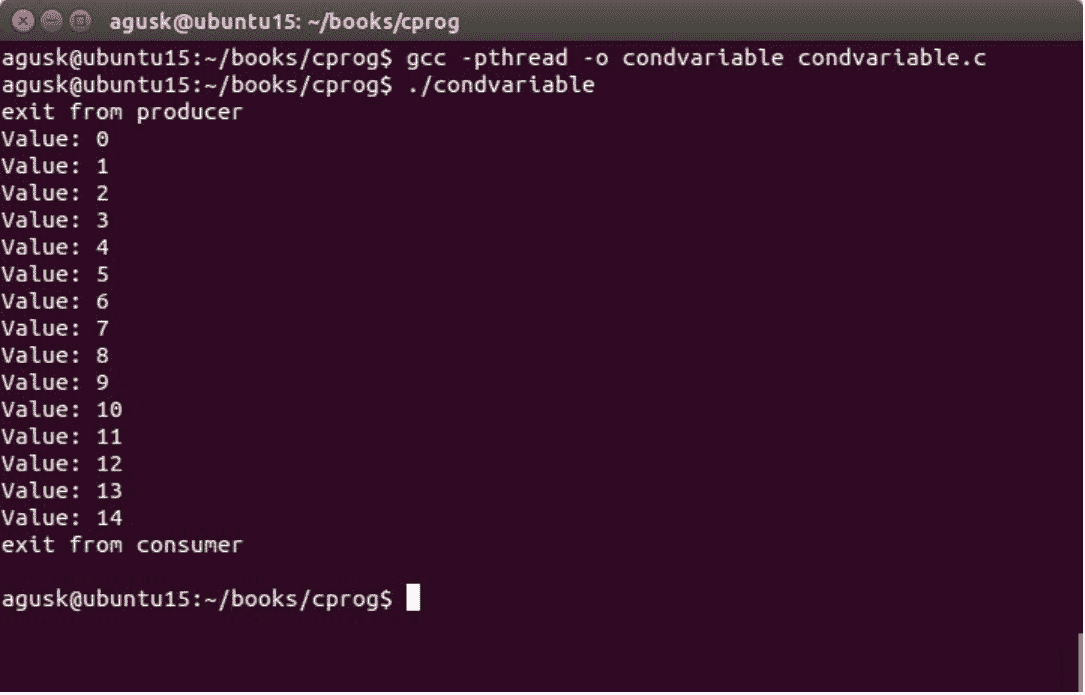 agusk@ubuntu15: ~/books/cprog
agusk@ubuntu15:~/books/cprog$ gcc -pthread -o condvariable condvariable.c
agusk@ubuntu15:~/books/cprog$ ./condvariable
exit from producer
Value: 0
Value: 1
Value: 2
Value: 3
Value: 4
Value: 5
Value: 6
Value: 7
Value: 8
Value: 9
Value: 10
Value: 11
Value: 12
Value: 13
Value: 14
exit from consumer
agusk@ubuntu15:~/books/cprog$